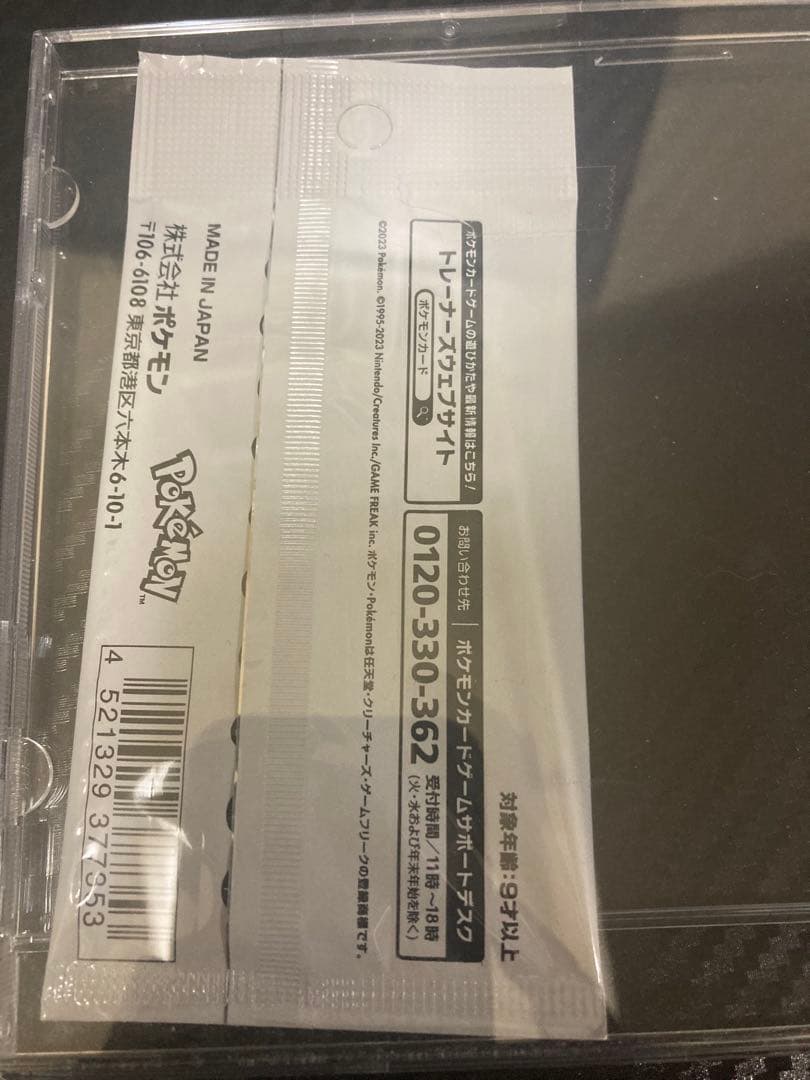 対象年齢:9才以上
ポケモンカードゲームの遊びかたや最新情報はこちら!
トレーナーズウェブサイト
ポケモンカード
お問い合わせ先 ポケモンカードゲームサポートデスク
0120-330-362 受付時間/11時~18時
(火・水および年末年始を除く)
©2023 Pokémon. ©1995-2023 Nintendo/Creatures Inc./GAME FREAK inc. ポケモン・Pokémonは任天堂・クリーチャーズ・ゲームフリークの登録商標です。
MADE IN JAPAN
株式会社 ポケモン
〒106-6108 東京都港区六本木6-10-1
POKéMON™
4 521329 377353